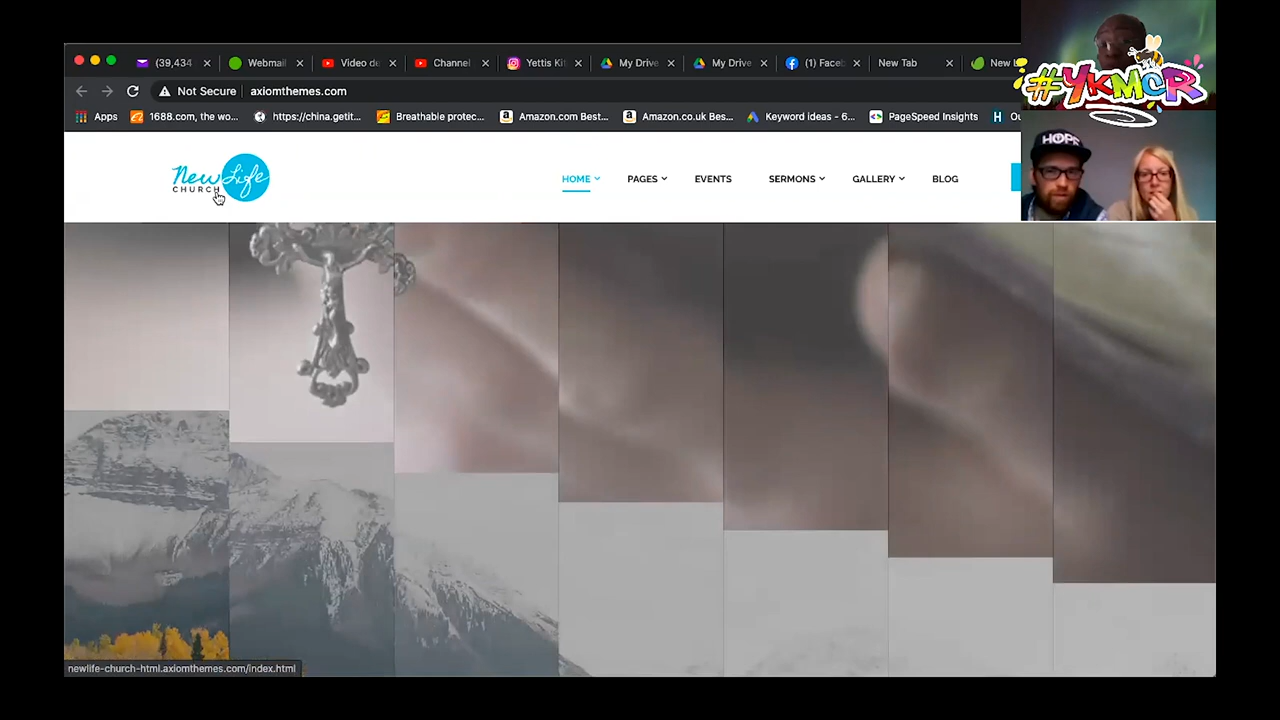 (39,434
Webmail
Video de
Channel
Yettis Kit
My Drive
My Drive
(1) Faceb
New Tab
New L
#YKMCR
Not Secure
axiomthemes.com
Apps
1688.com, the wo...
https://china.getit...
Breathable protec...
Amazon.com Best...
Amazon.co.uk Best...
Keyword ideas - 6...
PageSpeed Insights
Ou
HOPE
New Life
CHURCH
HOME
PAGES
EVENTS
SERMONS
GALLERY
BLOG
newlife-church-html.axiomthemes.com/index.html